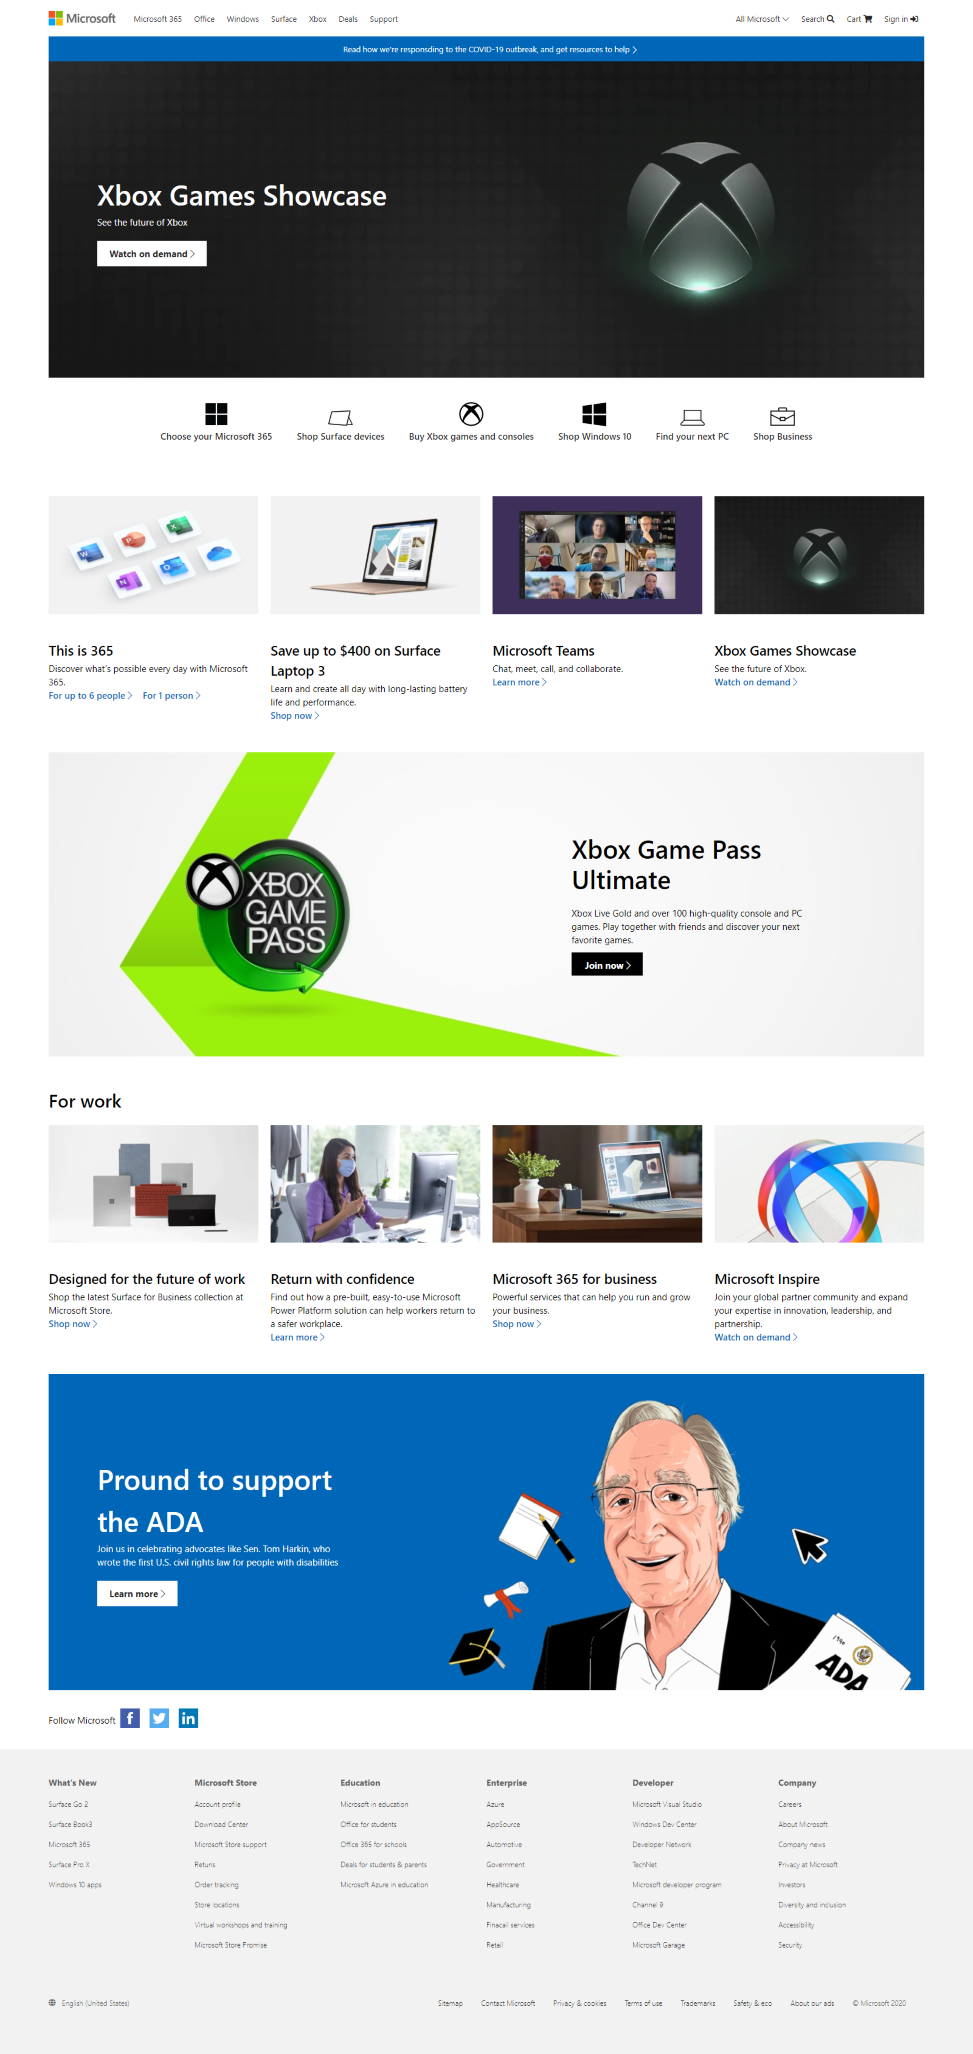 Microsoft Microsoft 365 Office Windows Surface Xbox Deals Support All Microsoft Search Cart Sign in
Read how we're responsding to the COVID-19 outbreak, and get resources to help
Xbox Games Showcase
See the future of Xbox
Watch on demand
Choose your Microsoft 365 Shop Surface devices Buy Xbox games and consoles Shop Windows 10 Find your next PC Shop Business
This is 365
Discover what's possible every day with Microsoft
365.
For up to 6 people For 1 person
Save up to $400 on Surface
Laptop 3
Learn and create all day with long-lasting battery
life and performance.
Shop now
Microsoft Teams
Chat, meet, call, and collaborate.
Learn more
Xbox Games Showcase
See the future of Xbox.
Watch on demand
XBOX
GAME
PASS
Xbox Game Pass
Ultimate
Xbox Live Gold and over 100 high-quality console and PC
games. Play together with friends and discover your next
favorite games.
Join now
For work
Designed for the future of work
Shop the latest Surface for Business collection at
Microsoft Store.
Shop now
Return with confidence
Find out how a pre-built, easy-to-use Microsoft
Power Platform solution can help workers return to
a safer workplace.
Learn more
Microsoft 365 for business
Powerful services that can help you run and grow
your business.
Shop now
Microsoft Inspire
Join your global partner community and expand
your expertise in innovation, leadership, and
partnership.
Watch on demand
Pround to support
the ADA
Join us in celebrating advocates like Sen. Tom Harkin, who
wrote the first U.S. civil rights law for people with disabilities
Learn more
ADA
Follow Microsoft
What's New
Surface Go 2
Surface Book3
Microsoft 365
Surface Pro X
Windows 10 apps
Microsoft Store
Account profile
Download Center
Microsoft Store support
Retuns
Order tracking
Store locations
Virtual workshops and training
Microsoft Store Promise
Education
Microsoft in education
Office for students
Office 365 for schools
Deals for students & parents
Microsoft Azure in education
Enterprise
Azure
AppSource
Automotive
Government
Healthcare
Manufacturing
Finacail services
Retail
Developer
Microsoft Visual Studio
Windows Dev Center
Developer Network
TechNet
Microsoft developer program
Channel 9
Office Dev Center
Microsoft Garage
Company
Careers
About Microsoft
Company news
Privacy at Microsoft
Investors
Diversity and inclusion
Accessibility
Security
English (United States) Sitemap Contact Microsoft Privacy & cookies Terms of use Trademarks Safety & eco About our ads © Microsoft 2020